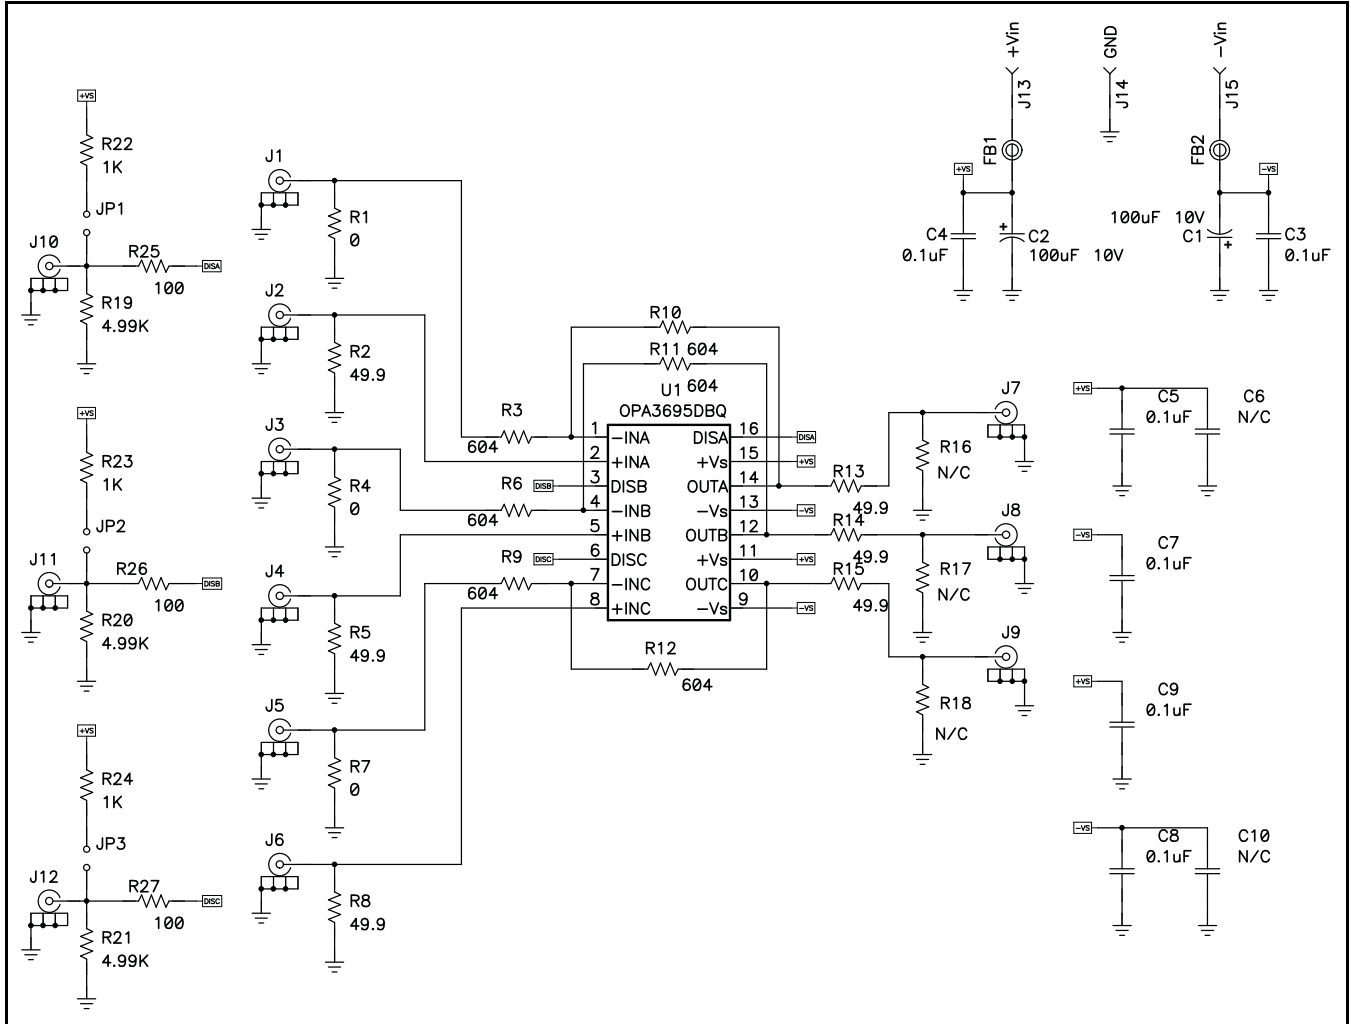 +VS
R22
1K
JP1
J10
R25
100
DISA
R19
4.99K
+VS
R23
1K
JP2
J11
R26
100
DISB
R20
4.99K
+VS
R24
1K
JP3
J12
R27
100
DISC
R21
4.99K
J1
R1
0
J2
R2
49.9
J3
R4
0
J4
R5
49.9
J5
R7
0
J6
R8
49.9
R3
604
R6
604
R9
604
DISB
DISC
R10
R11 604
604
U1
OPA3695DBQ
1 -INA DISA 16 DISA
2 +INA +Vs 15 +VS
3 DISB OUTA 14
4 -INB -Vs 13 -VS
5 +INB OUTB 12
6 DISC +Vs 11 +VS
7 -INC OUTC 10
8 +INC -Vs 9 -VS
R12
604
R13
49.9
R14
49.9
R15
49.9
J7
R16
N/C
J8
R17
N/C
J9
R18
N/C
+Vin
J13
FB1
GND
J14
-Vin
J15
FB2
+VS
C4
0.1uF
+
C2
100uF 10V
-VS
100uF 10V
C1
+
C3
0.1uF
+VS
C5
0.1uF
C6
N/C
-VS
C7
0.1uF
+VS
C9
0.1uF
-VS
C8
0.1uF
C10
N/C